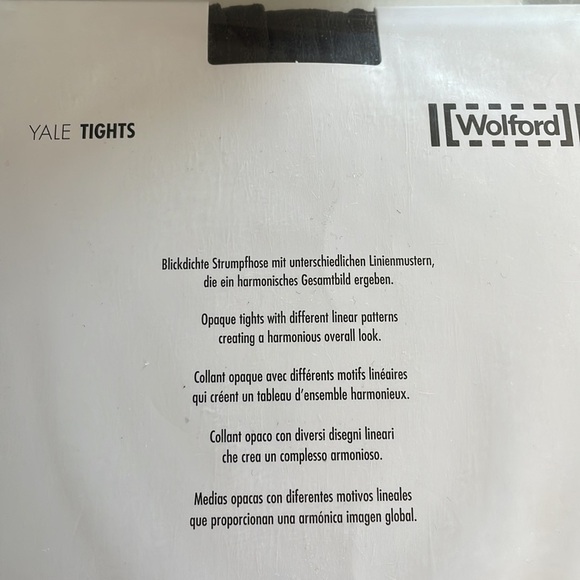 YALE TIGHTS
Wolford
Blickdichte Strumpfhose mit unterschiedlichen Linienmustern,
die ein harmonisches Gesamtbild ergeben.
Opaque tights with different linear patterns
creating a harmonious overall look.
Collant opaque avec différents motifs linéaires
qui créent un tableau d'ensemble harmonieux.
Collant opaco con diversi disegni lineari
che crea un complesso armonioso.
Medias opacas con diferentes motivos lineales
que proporcionan una armónica imagen global.